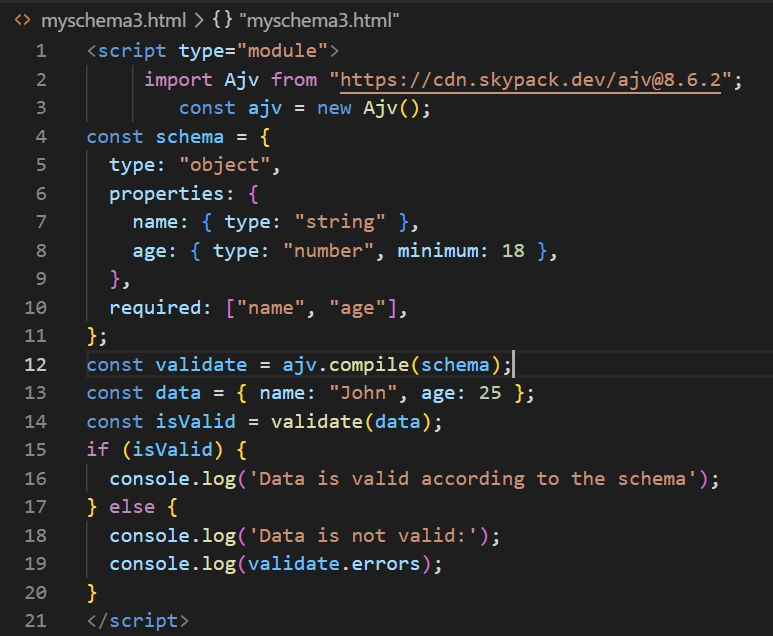 <> myschema3.html > {} "myschema3.html"
1 <script type="module">
2 import Ajv from "https://cdn.skypack.dev/ajv@8.6.2";
3 const ajv = new Ajv();
4 const schema = {
5 type: "object",
6 properties: {
7 name: { type: "string" },
8 age: { type: "number", minimum: 18 },
9 },
10 required: ["name", "age"],
11 };
12 const validate = ajv.compile(schema);
13 const data = { name: "John", age: 25 };
14 const isValid = validate(data);
15 if (isValid) {
16 console.log('Data is valid according to the schema');
17 } else {
18 console.log('Data is not valid:');
19 console.log(validate.errors);
20 }
21 </script>